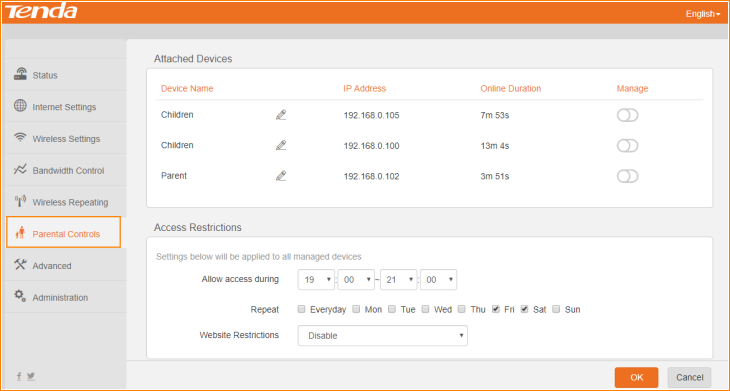 Tenda
English
Attached Devices
Device Name IP Address Online Duration Manage
Children 192.168.0.105 7m 53s
Children 192.168.0.100 13m 4s
Parent 192.168.0.102 3m 51s
Status
Internet Settings
Wireless Settings
Bandwidth Control
Wireless Repeating
Parental Controls
Advanced
Administration
Access Restrictions
Settings below will be applied to all managed devices
Allow access during 19 : 00 ~ 21 : 00
Repeat Everyday Mon Tue Wed Thu Fri Sat Sun
Website Restrictions Disable
OK Cancel